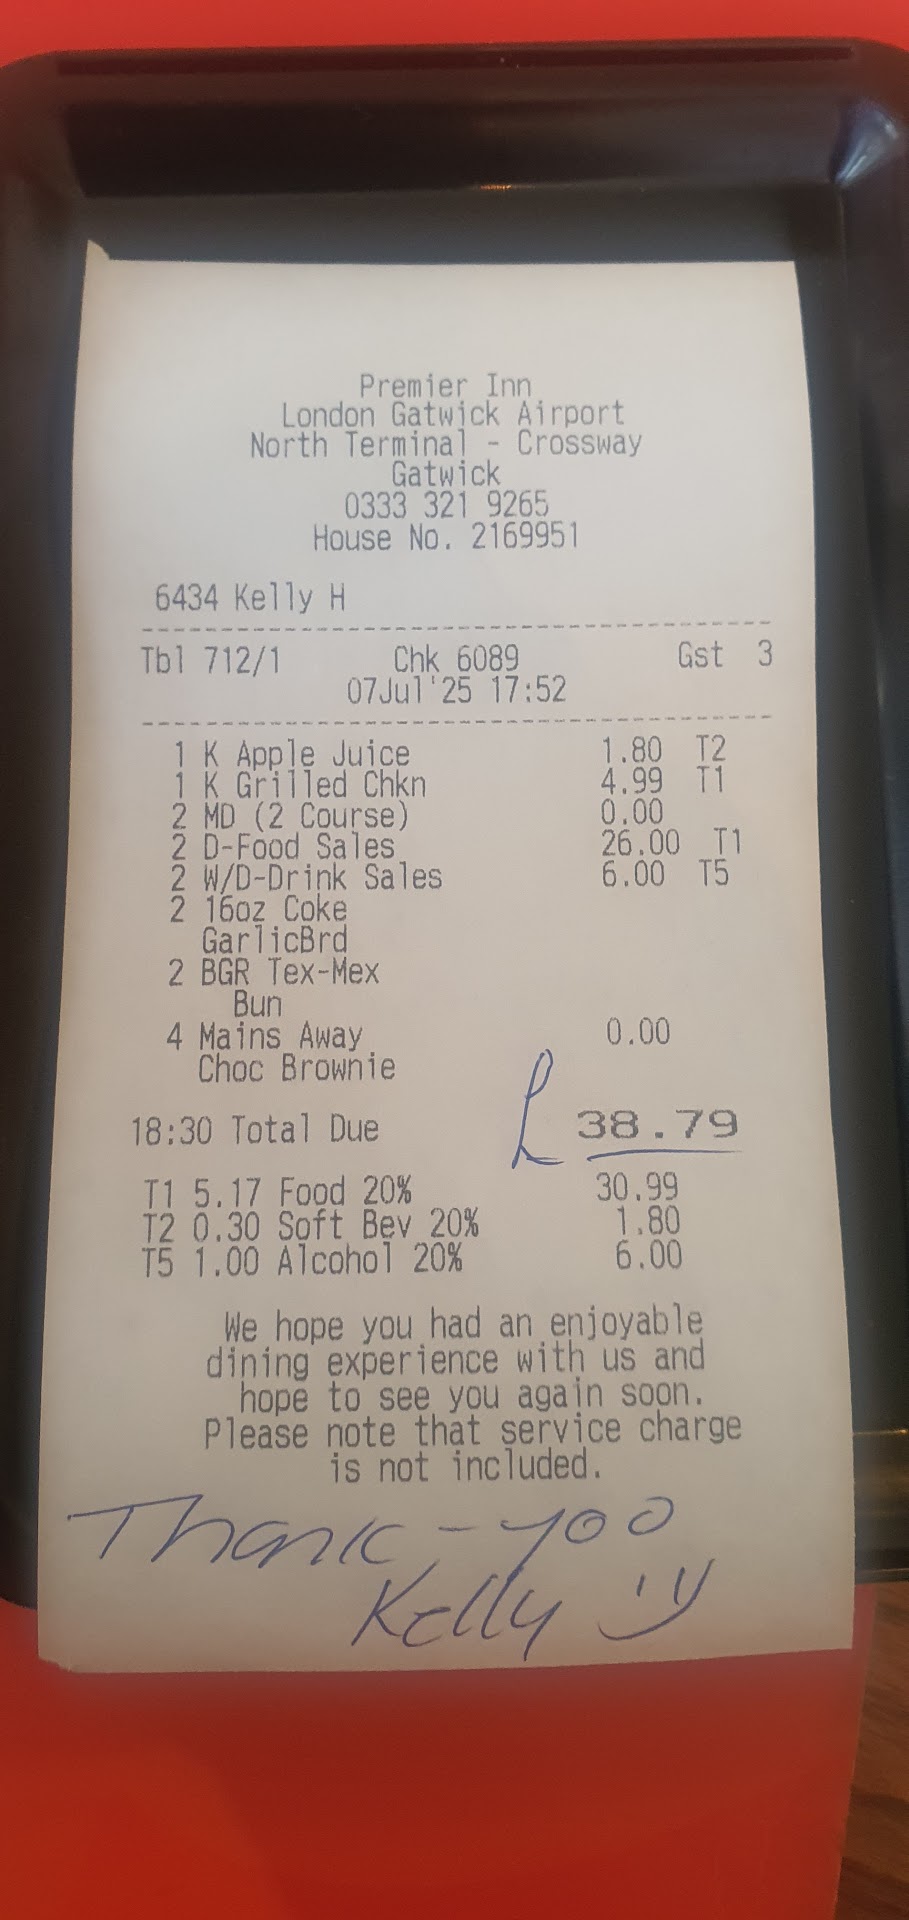 Premier Inn
London Gatwick Airport
North Terminal - Crossway
Gatwick
0333 321 9265
House No. 2169951
6434 Kelly H
Tbl 712/1 Chk 6089 Gst 3
07Jul'25 17:52
1 K Apple Juice 1.80 T2
1 K Grilled Chkn 4.99 T1
2 MD (2 Course) 0.00
2 D-Food Sales 26.00 T1
2 W/D-Drink Sales 6.00 T5
2 16oz Coke
GarlicBrd
2 BGR Tex-Mex
Bun
4 Mains Away 0.00
Choc Brownie
18:30 Total Due £ 38.79
T1 5.17 Food 20% 30.99
T2 0.30 Soft Bev 20% 1.80
T5 1.00 Alcohol 20% 6.00
We hope you had an enjoyable
dining experience with us and
hope to see you again soon.
Please note that service charge
is not included.
Thank-yoo
Kelly :)